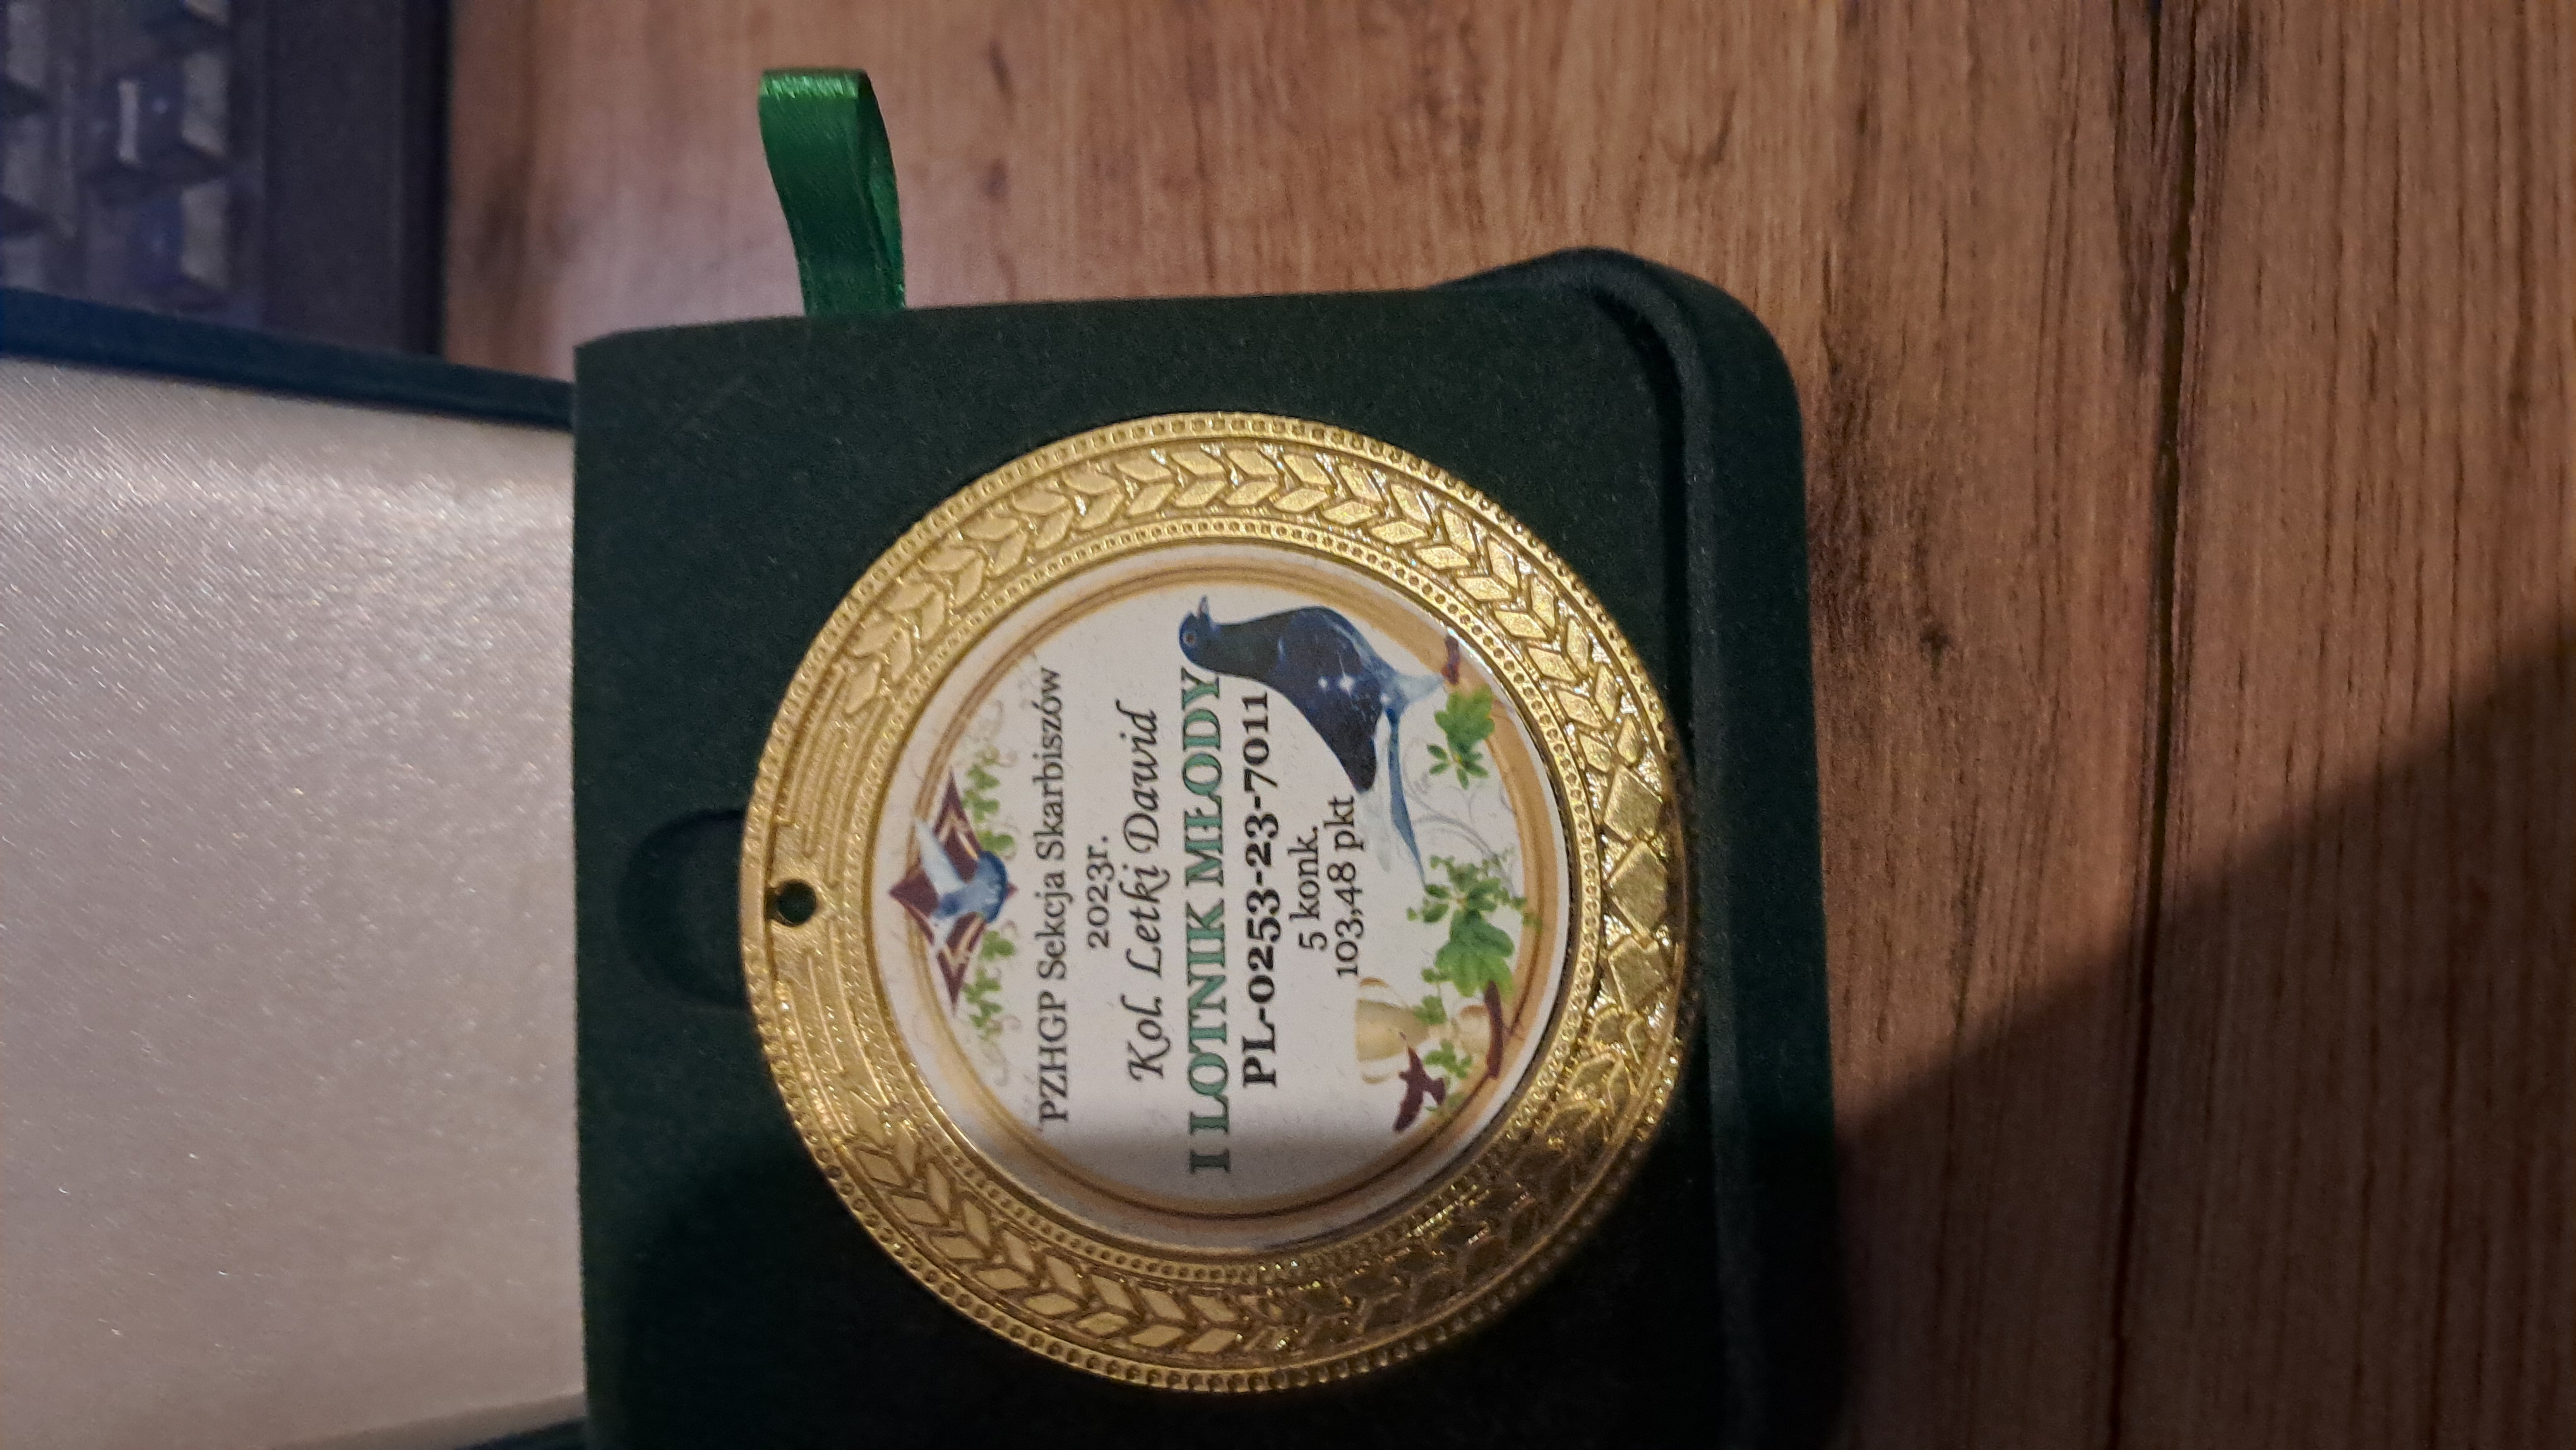 PZHGP Sekcja Skarbiszów
2023r.
Kol. Letki Dawid
I LOTNIK MŁODY
PL-0253-23-7011
5 konk.
103,48 pkt